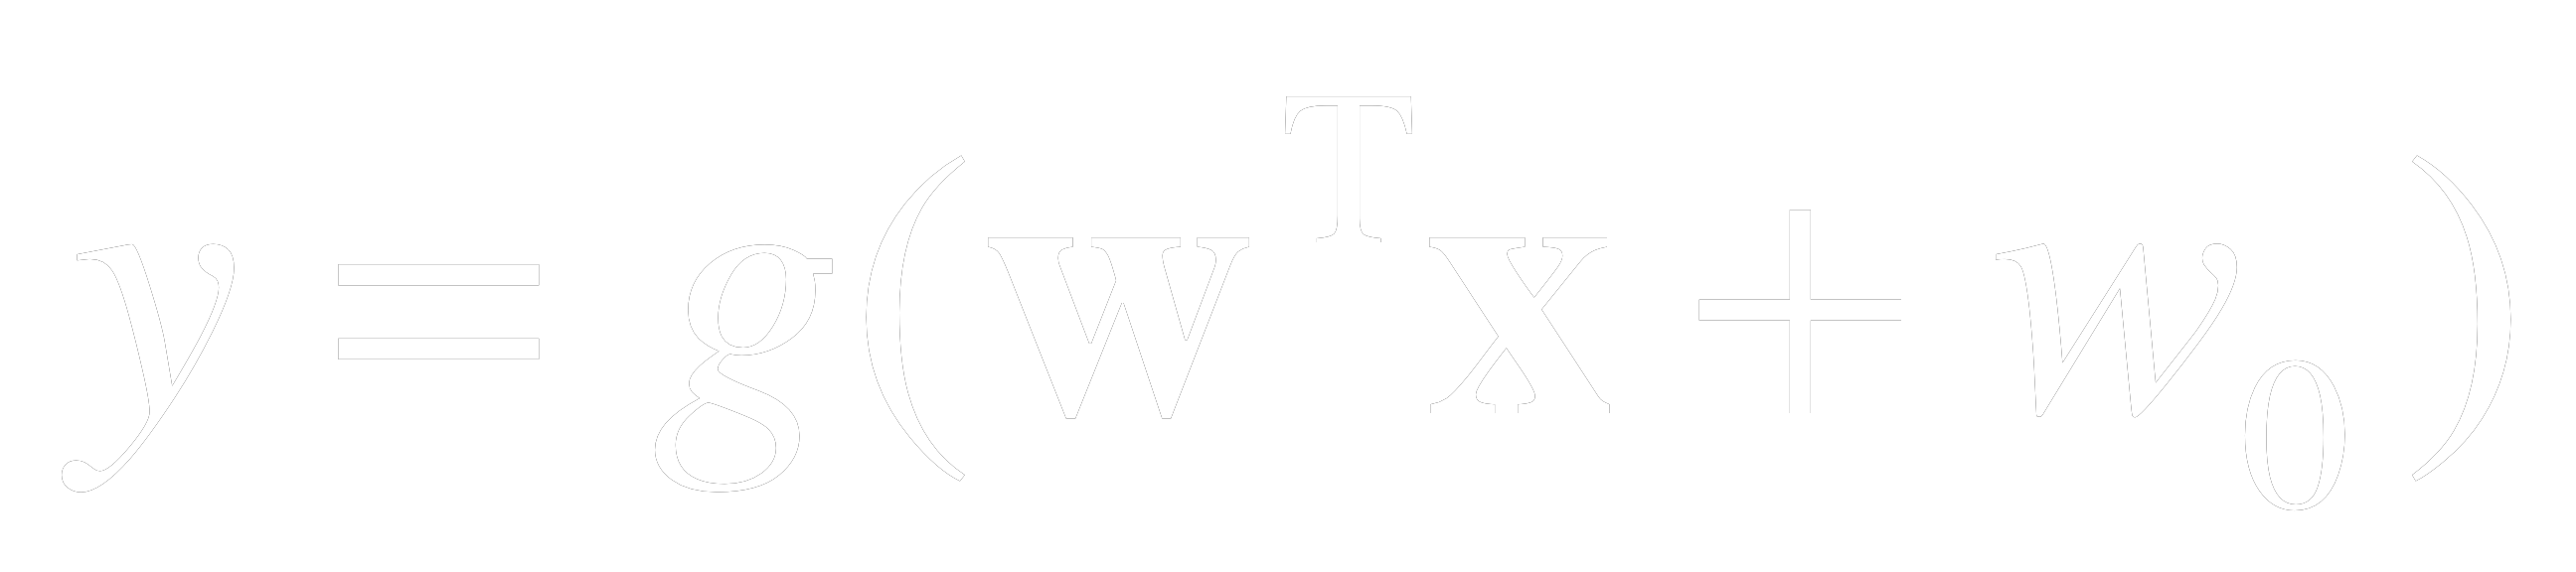 y = g(wᵀx + w₀)